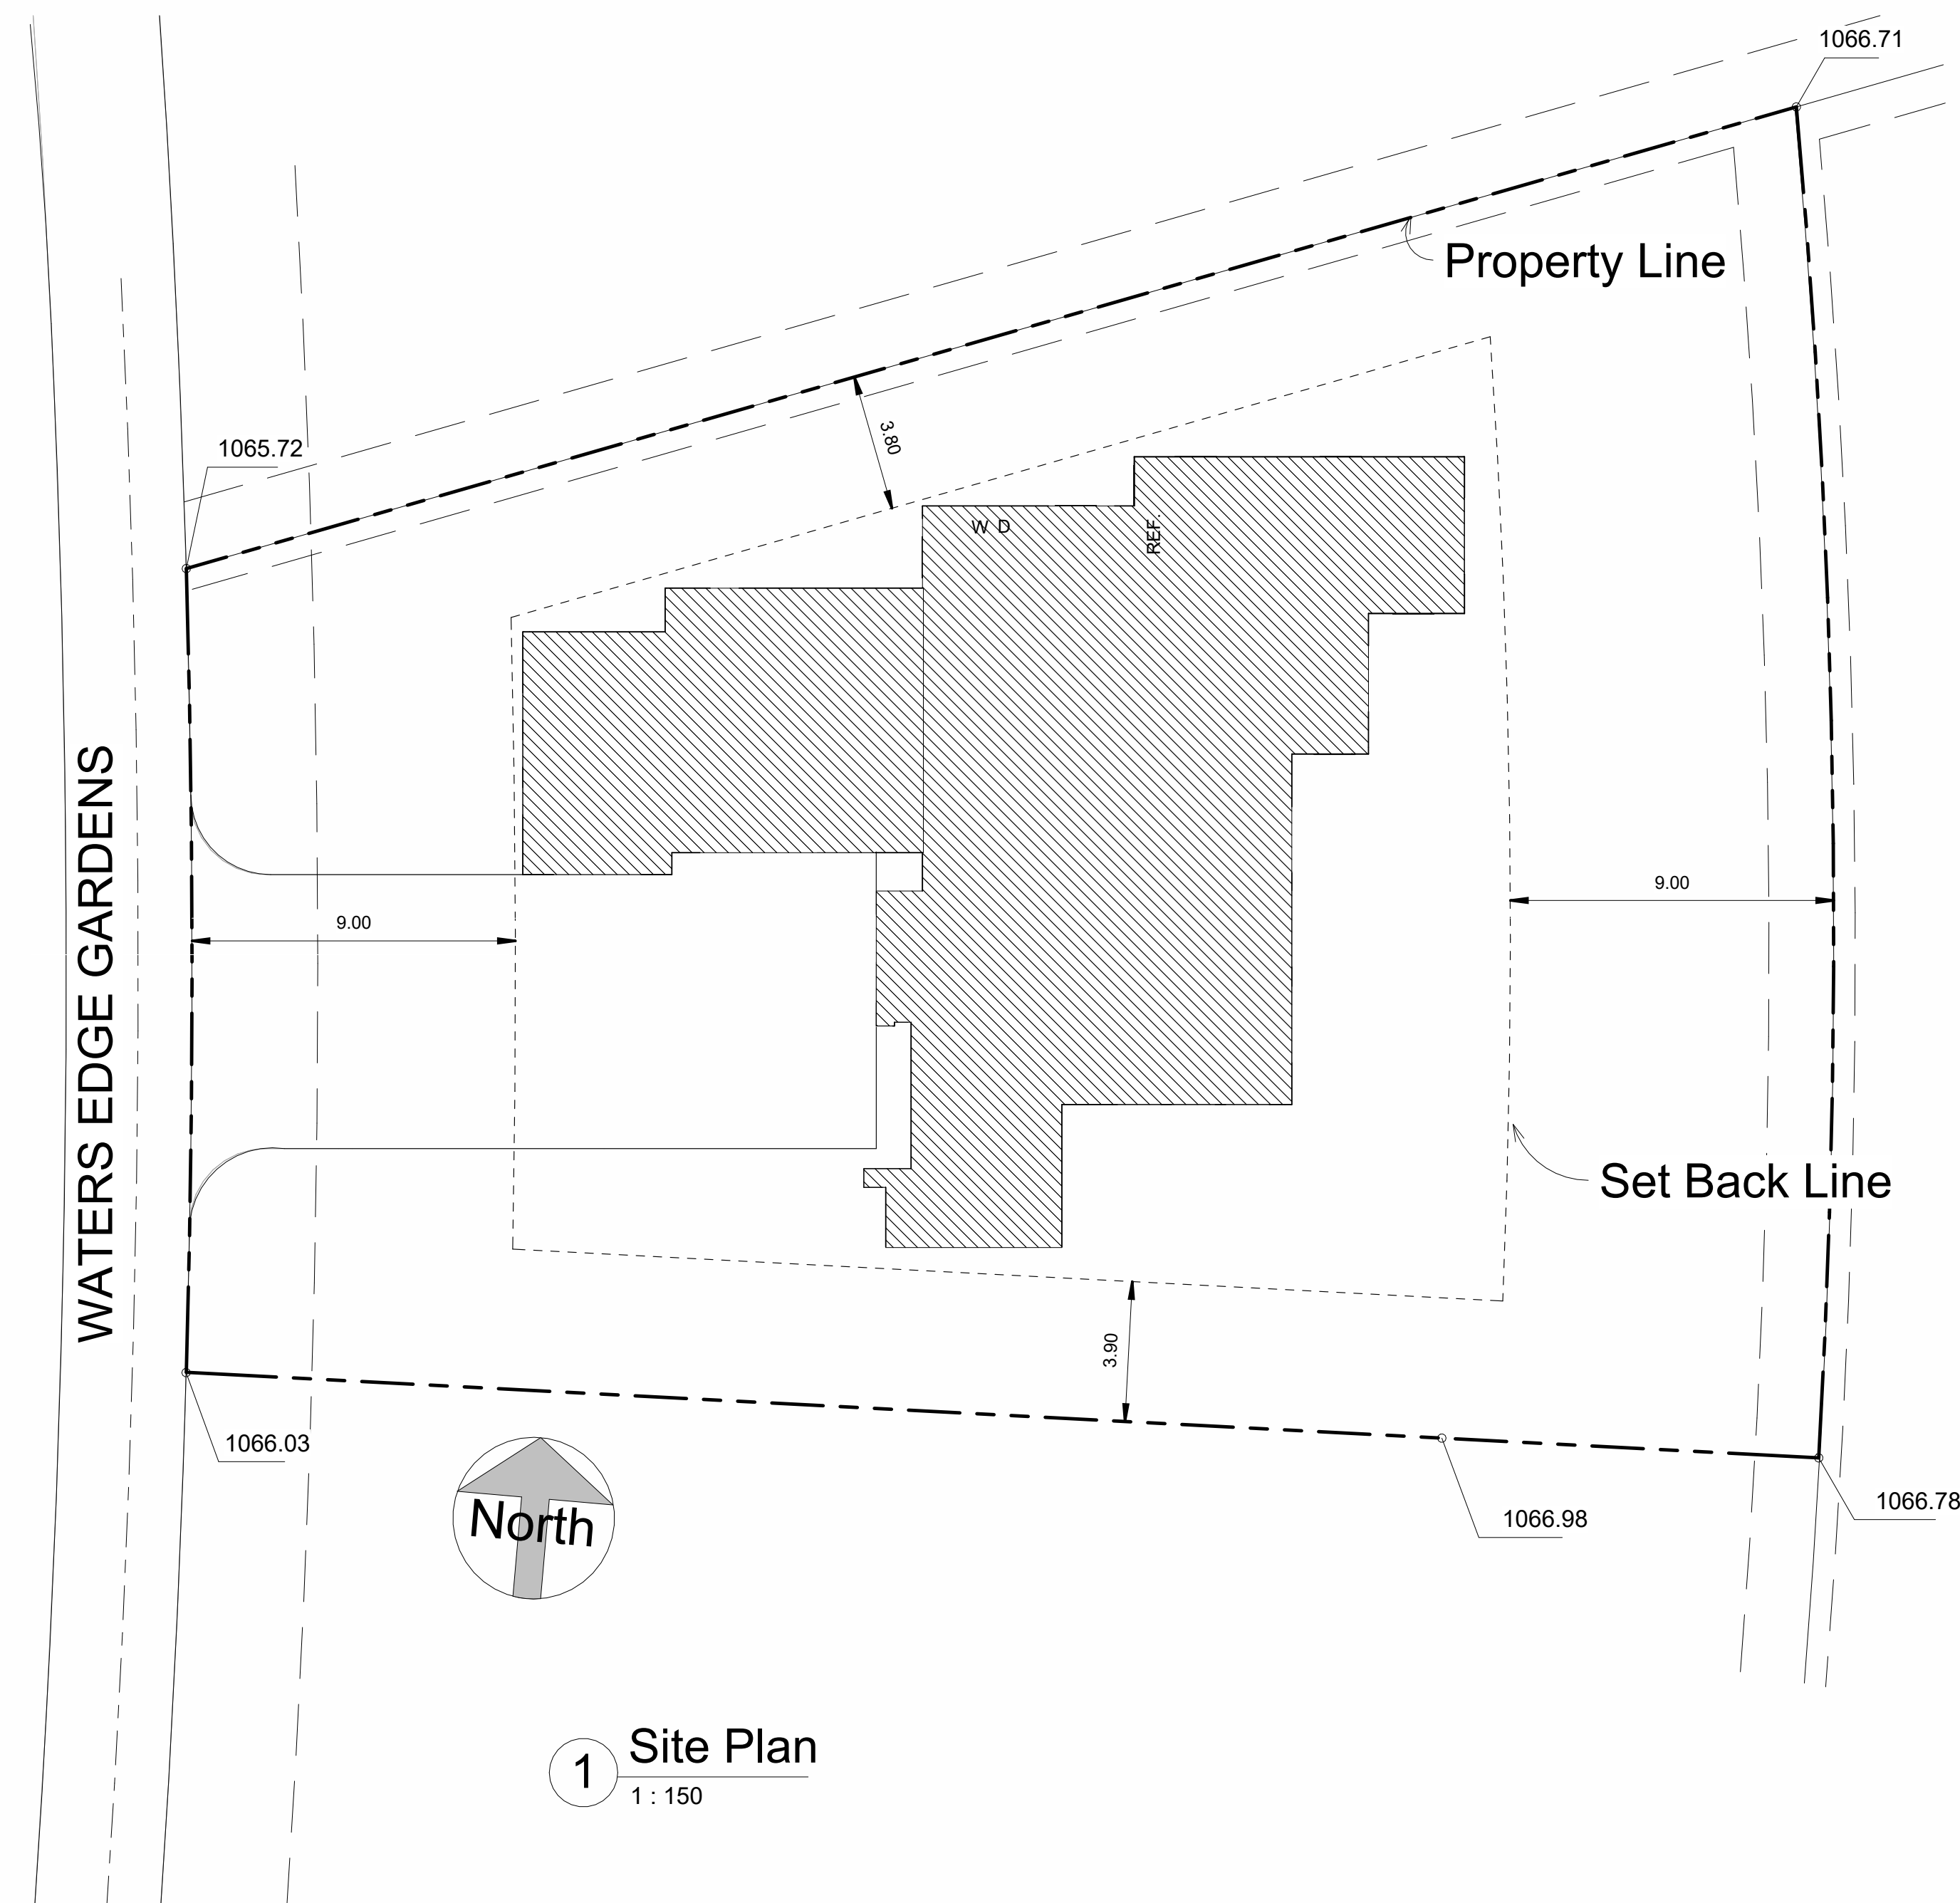 1066.71
Property Line
3.80
1065.72
W D
REF.
WATERS EDGE GARDENS
9.00
9.00
Set Back Line
3.90
1066.03
North
1066.98
1066.78
1 Site Plan
1 : 150